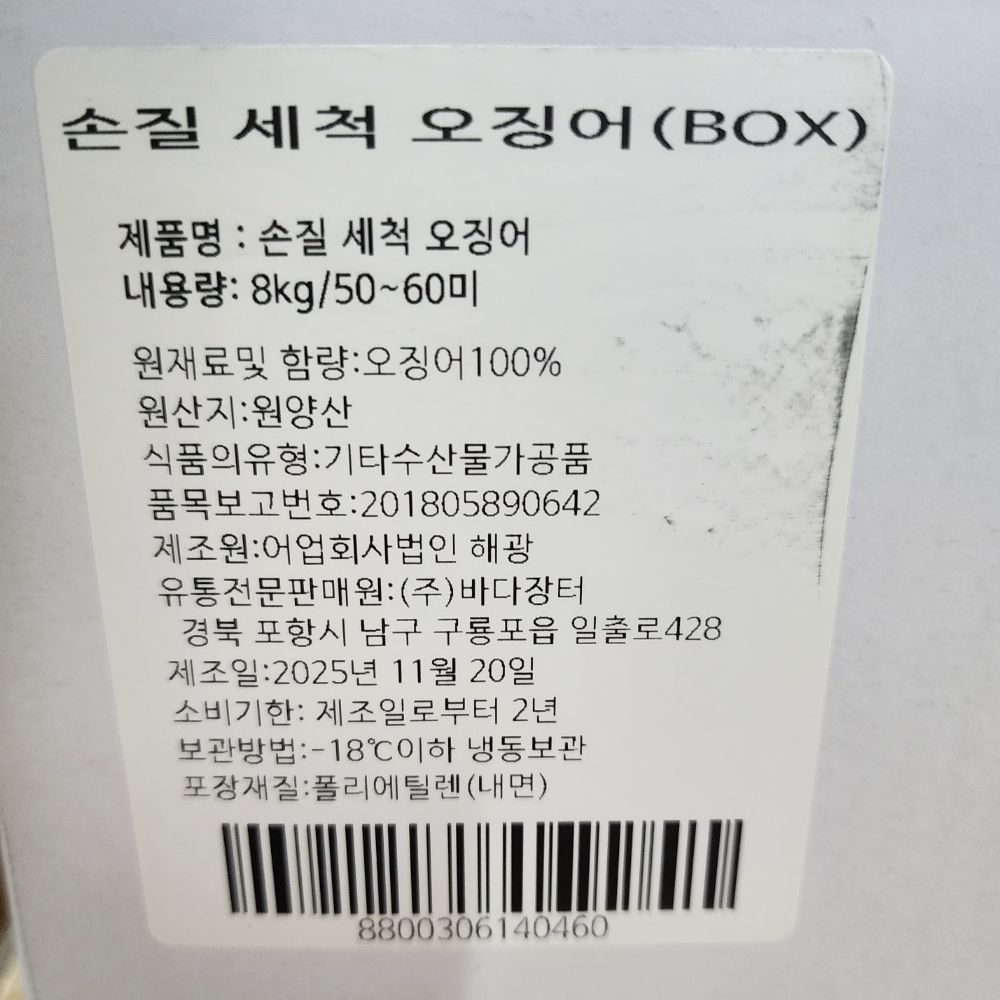 손질 세척 오징어(BOX)
제품명 : 손질 세척 오징어
내용량: 8kg/50~60미
원재료및 함량:오징어100%
원산지:원양산
식품의유형:기타수산물가공품
품목보고번호:201805890642
제조원:어업회사법인 해광
유통전문판매원:(주)바다장터
경북 포항시 남구 구룡포읍 일출로428
제조일:2025년 11월 20일
소비기한: 제조일로부터 2년
보관방법:-18℃이하 냉동보관
포장재질:폴리에틸렌(내면)
8800306140460